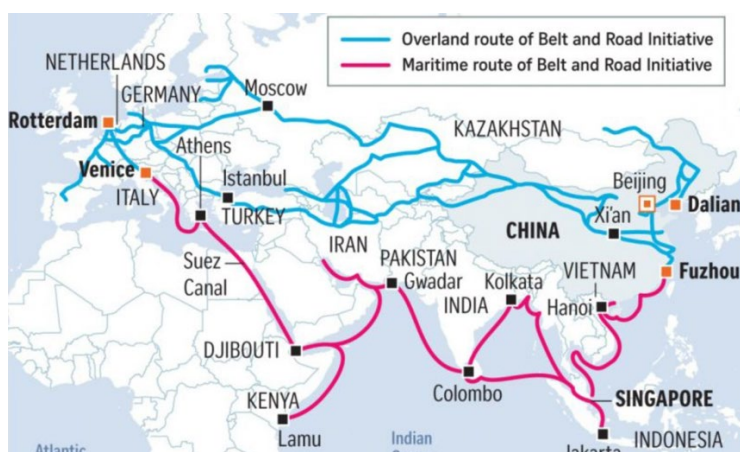 Overland route of Belt and Road Initiative
Maritime route of Belt and Road Initiative
NETHERLANDS
GERMANY
Moscow
Rotterdam
KAZAKHSTAN
Athens
Venice
Istanbul
Beijing
ITALY
TURKEY
Dalian
Xi'an
CHINA
IRAN
PAKISTAN
Suez
Canal
Gwadar
Kolkata
VIETNAM
Fuzhou
INDIA
Hanoi
DJIBOUTI
Colombo
KENYA
SINGAPORE
Lamu
Indian
INDONESIA
Atlantic
Jakarta